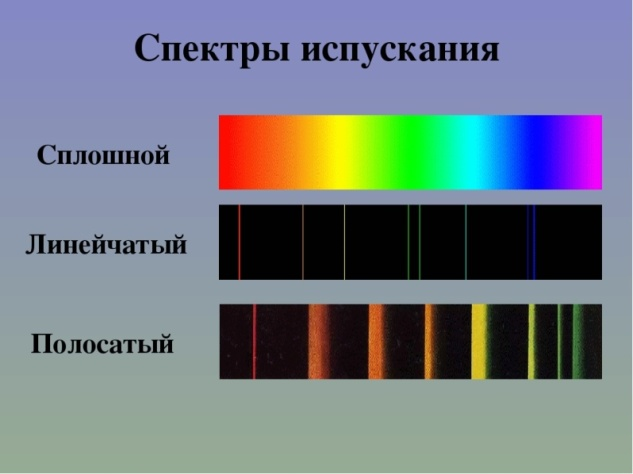 Спектры испускания
Сплошной
Линейчатый
Полосатый